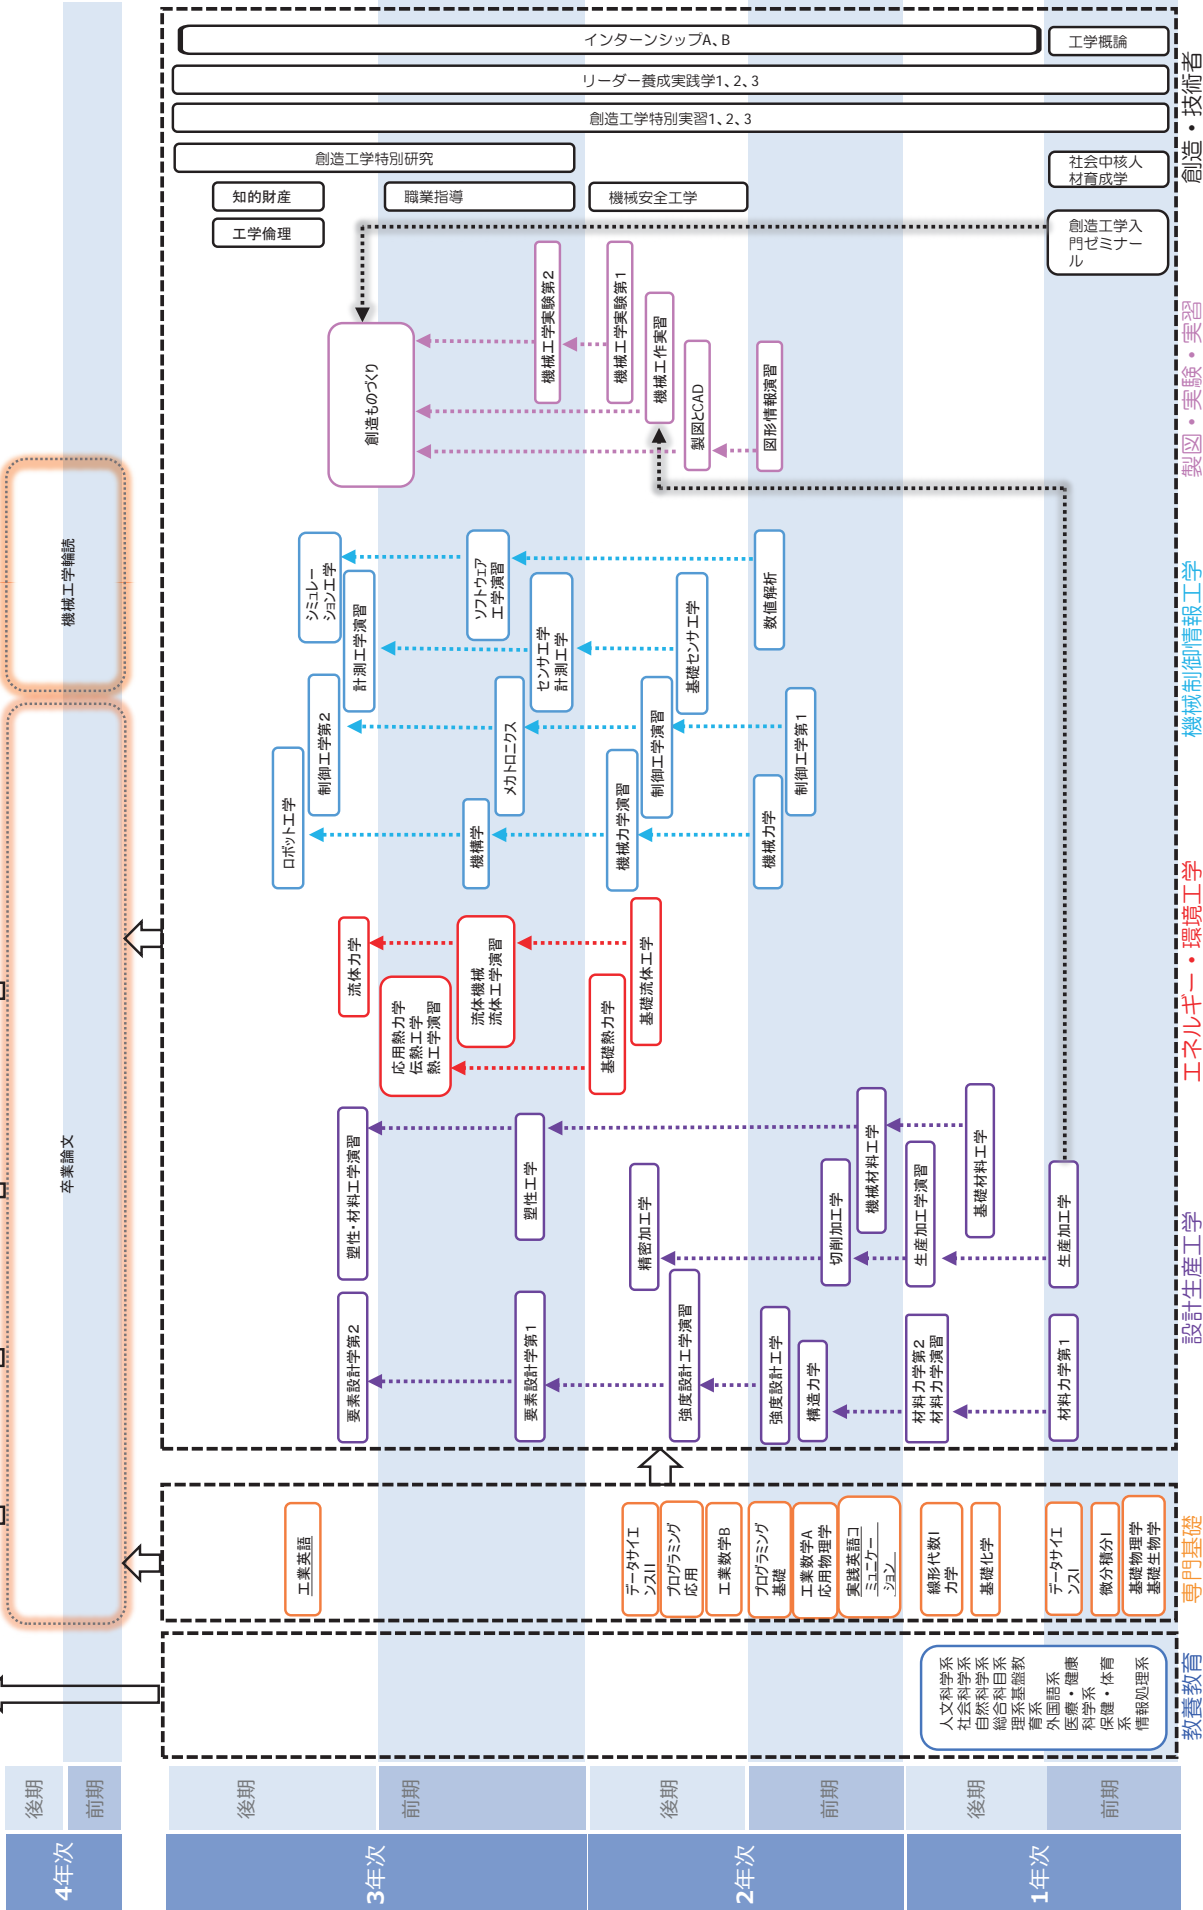 インターンシップA、B
工学概論
リーダー養成実践学1、2、3
創造工学特別実習1、2、3
創造工学特別研究
社会中核人
材育成学
知的財産
職業指導
機械安全工学
工学倫理
創造工学入
門ゼミナー
ル
創造・技術者
創造ものづくり
機械工学実験第2
機械工学実験第1
機械工作実習
製図とCAD
図形情報演習
製図・実験・実習
機械工学輪読
シミュレー
ション工学
計測工学演習
ソフトウェア
工学演習
センサ工学
計測工学
基礎センサ工学
数値解析
制御工学第2
メカトロニクス
制御工学演習
制御工学第1
ロボット工学
機構学
機械力学演習
機械力学
機械制御情報工学
流体力学
応用熱力学
伝熱工学
熱工学演習
流体機械
流体工学演習
基礎熱力学
基礎流体工学
エネルギー・環境工学
卒業論文
塑性・材料工学演習
塑性工学
精密加工学
切削加工学
機械材料工学
生産加工学演習
基礎材料工学
生産加工学
要素設計学第2
要素設計学第1
強度設計工学演習
強度設計工学
構造力学
材料力学第2
材料力学演習
材料力学第1
設計生産工学
工業英語
データサイエ
ンスII
プログラミング
応用
工業数学B
プログラミング
基礎
工業数学A
応用物理学
実践英語コ
ミュニケー
ション
線形代数I
力学
基礎化学
データサイエ
ンスI
微分積分I
基礎物理学
基礎生物学
専門基礎
人文科学系
社会科学系
自然科学系
総合科目系
理系基盤教
育系
外国語系
医療・健康
科学系
保健・体育
系
情報処理系
教養教育
後期
前期
後期
前期
後期
前期
後期
前期
4年次
3年次
2年次
1年次